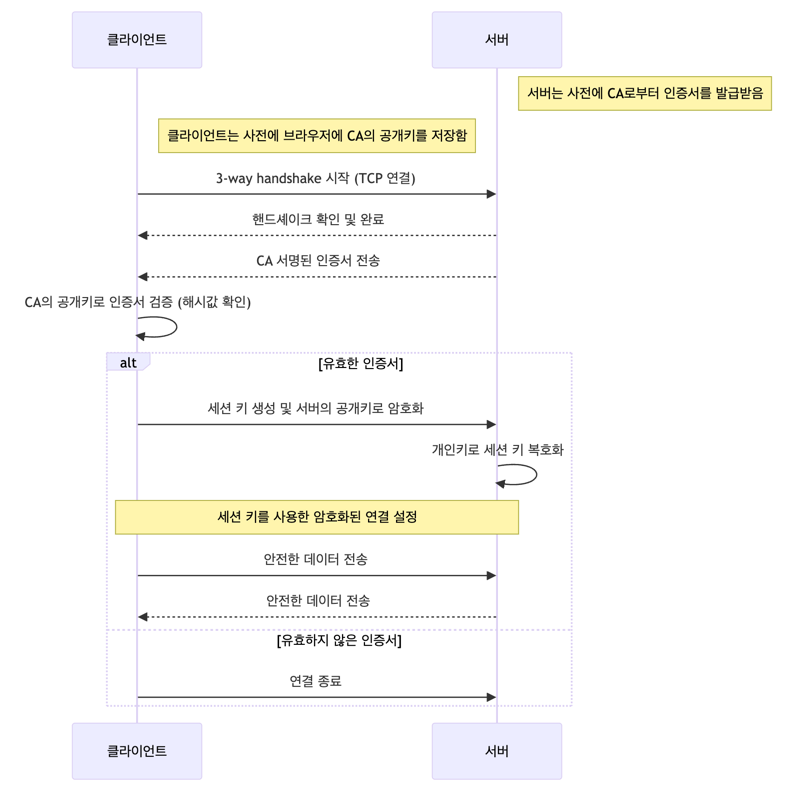 클라이언트
서버
서버는 사전에 CA로부터 인증서를 발급받음
클라이언트는 사전에 브라우저에 CA의 공개키를 저장함
3-way handshake 시작 (TCP 연결)
핸드셰이크 확인 및 완료
CA 서명된 인증서 전송
CA의 공개키로 인증서 검증 (해시값 확인)
alt
[유효한 인증서]
세션 키 생성 및 서버의 공개키로 암호화
개인키로 세션 키 복호화
세션 키를 사용한 암호화된 연결 설정
안전한 데이터 전송
안전한 데이터 전송
[유효하지 않은 인증서]
연결 종료
클라이언트
서버